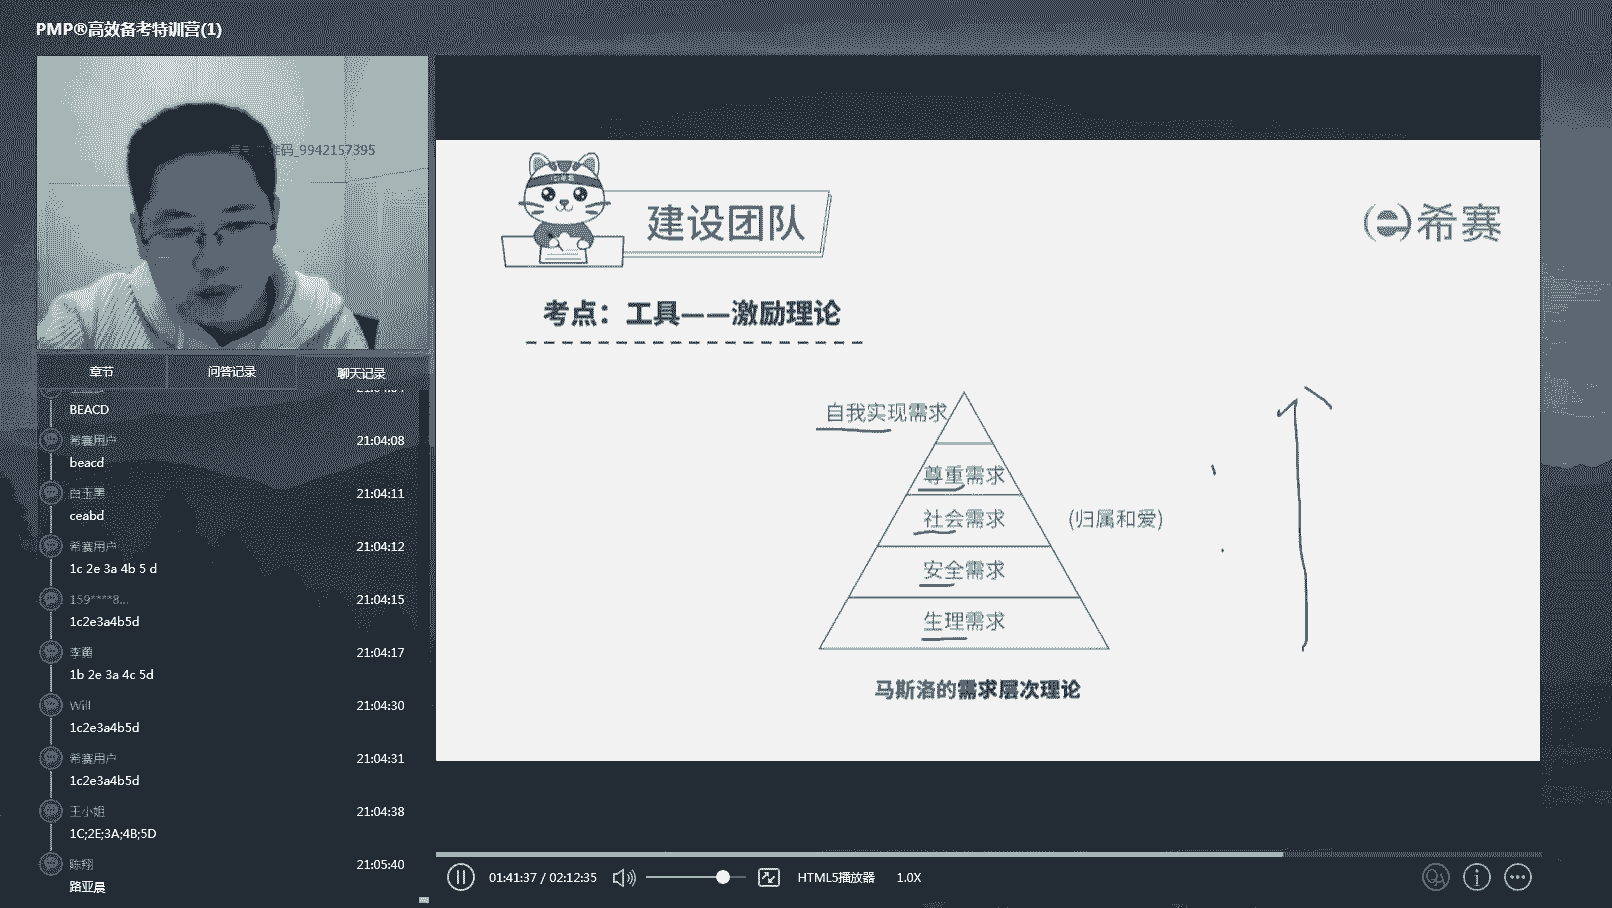 PMP®高效备考特训营(1)
码_9942157395
章节
问答记录
聊天记录
BEACD
希赛用户
21:04:08
beacd
白玉黑
21:04:11
ceabd
希赛用户
21:04:12
1c 2e 3a 4b 5 d
159****8...
21:04:15
1c2e3a4b5d
李勇
21:04:17
1b 2e 3a 4c 5d
Will
21:04:30
1c2e3a4b5d
希赛用户
21:04:31
1c2e3a4b5d
王小姐
21:04:38
1C;2E;3A;4B;5D
陈翔
21:05:40
路亚晨
建设团队
希赛
考点：工具——激励理论
自我实现需求
尊重需求
社会需求
(归属和爱)
安全需求
生理需求
马斯洛的需求层次理论
01:41:37 / 02:12:35
HTML5播放器
1.0X